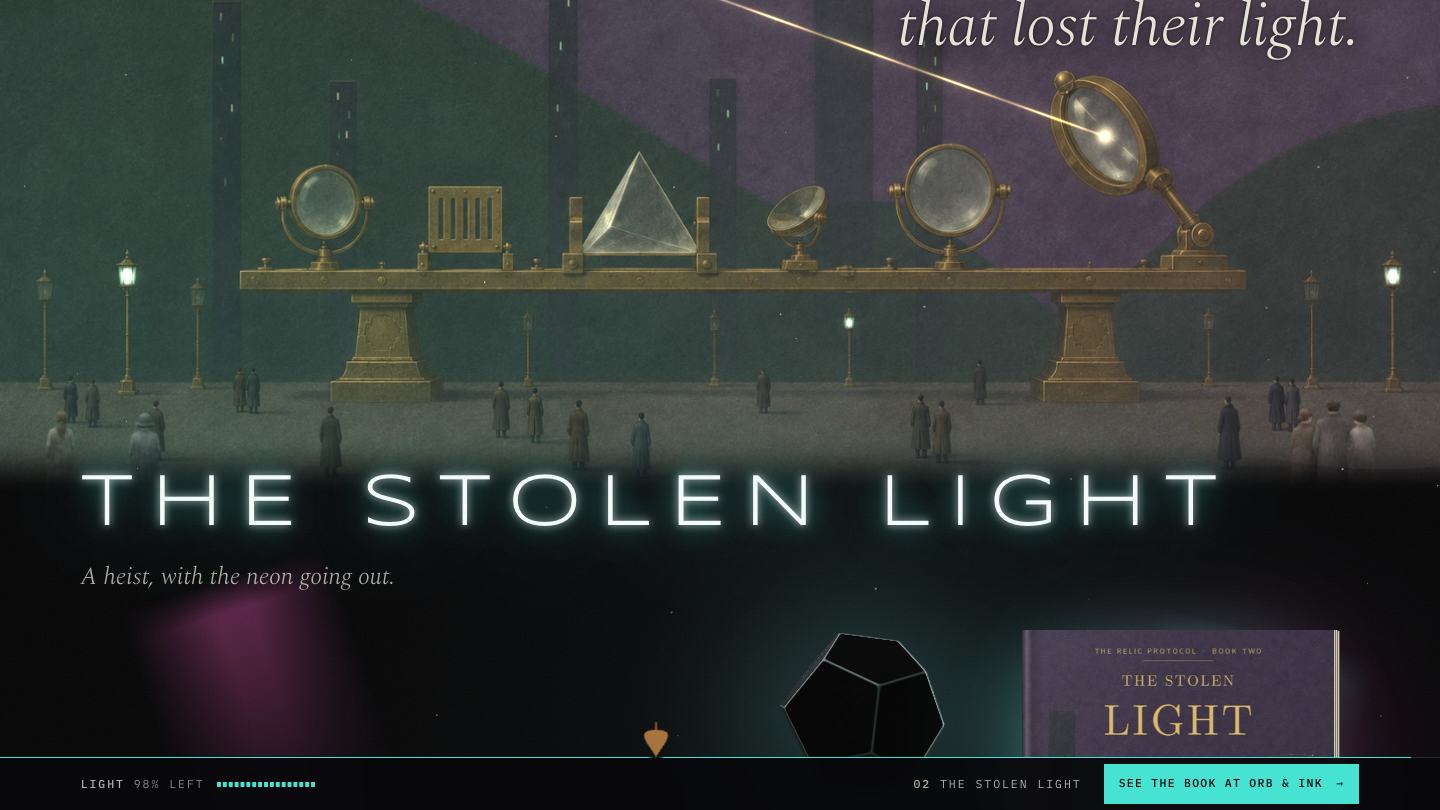 that lost their light.
THE STOLEN LIGHT
A heist, with the neon going out.
THE RELIC PROTOCOL · BOOK TWO
THE STOLEN
LIGHT
LIGHT 98% LEFT
02 THE STOLEN LIGHT
SEE THE BOOK AT ORB & INK →